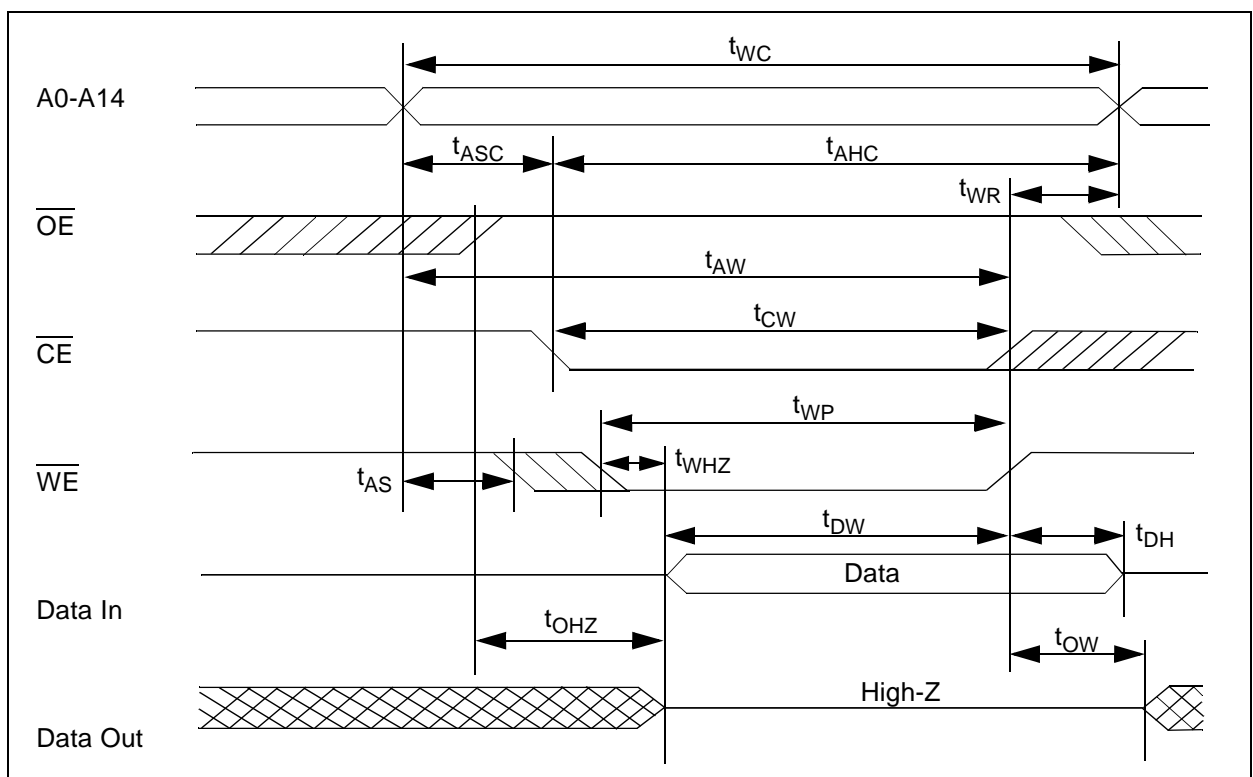 tWC
A0-A14
tASC
tAHC
tWR
OE
tAW
tCW
CE
tWP
tWHZ
WE
tAS
tDW
tDH
Data
Data In
tOHZ
tOW
High-Z
Data Out